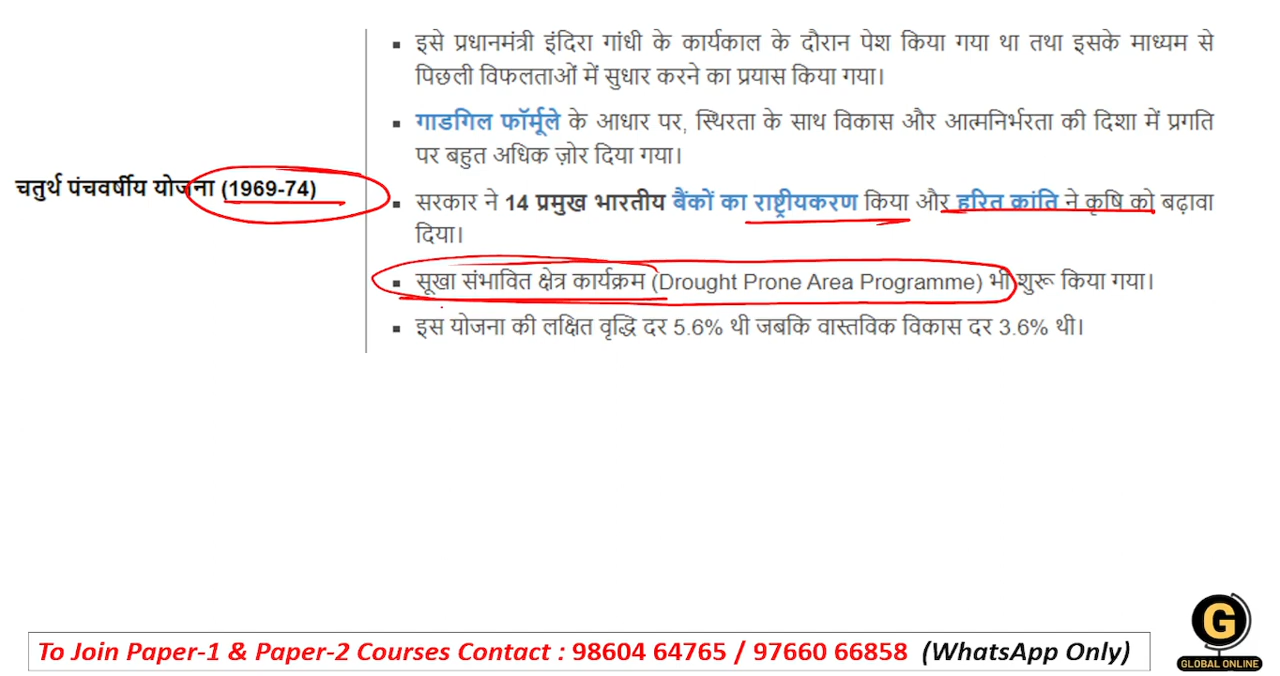 इसे प्रधानमंत्री इंदिरा गांधी के कार्यकाल के दौरान पेश किया गया था तथा इसके माध्यम से
पिछली विफलताओं में सुधार करने का प्रयास किया गया।
गाडगिल फॉर्मूले के आधार पर, स्थिरता के साथ विकास और आत्मनिर्भरता की दिशा में प्रगति
पर बहुत अधिक ज़ोर दिया गया।
चतुर्थ पंचवर्षीय योजना (1969-74)
सरकार ने 14 प्रमुख भारतीय बैंकों का राष्ट्रीयकरण किया और हरित क्रांति ने कृषि को बढ़ावा
दिया।
सूखा संभावित क्षेत्र कार्यक्रम (Drought Prone Area Programme) भी शुरू किया गया।
इस योजना की लक्षित वृद्धि दर 5.6% थी जबकि वास्तविक विकास दर 3.6% थी।
To Join Paper-1 & Paper-2 Courses Contact : 98604 64765 / 97660 66858 (WhatsApp Only)
G
GLOBAL ONLINE